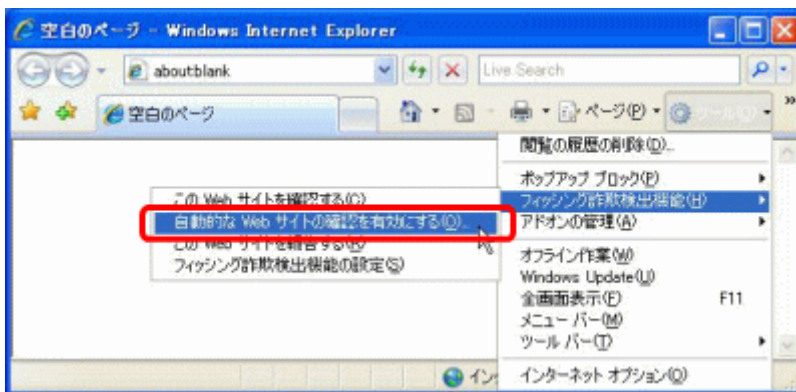 空白のページ - Windows Internet Explorer
about:blank
Live Search
空白のページ
ページ(P)
ツール(O)
閲覧の履歴の削除(D)...
ポップアップ ブロック(P)
フィッシング詐欺検出機能(H)
アドオンの管理(A)
オフライン作業(W)
Windows Update(U)
全画面表示(F) F11
メニュー バー(M)
ツール バー(T)
インターネット オプション(O)
この Web サイトを確認する(C)
自動的な Web サイトの確認を有効にする(O)...
この Web サイトを報告する(R)
フィッシング詐欺検出機能の設定(S)
イン